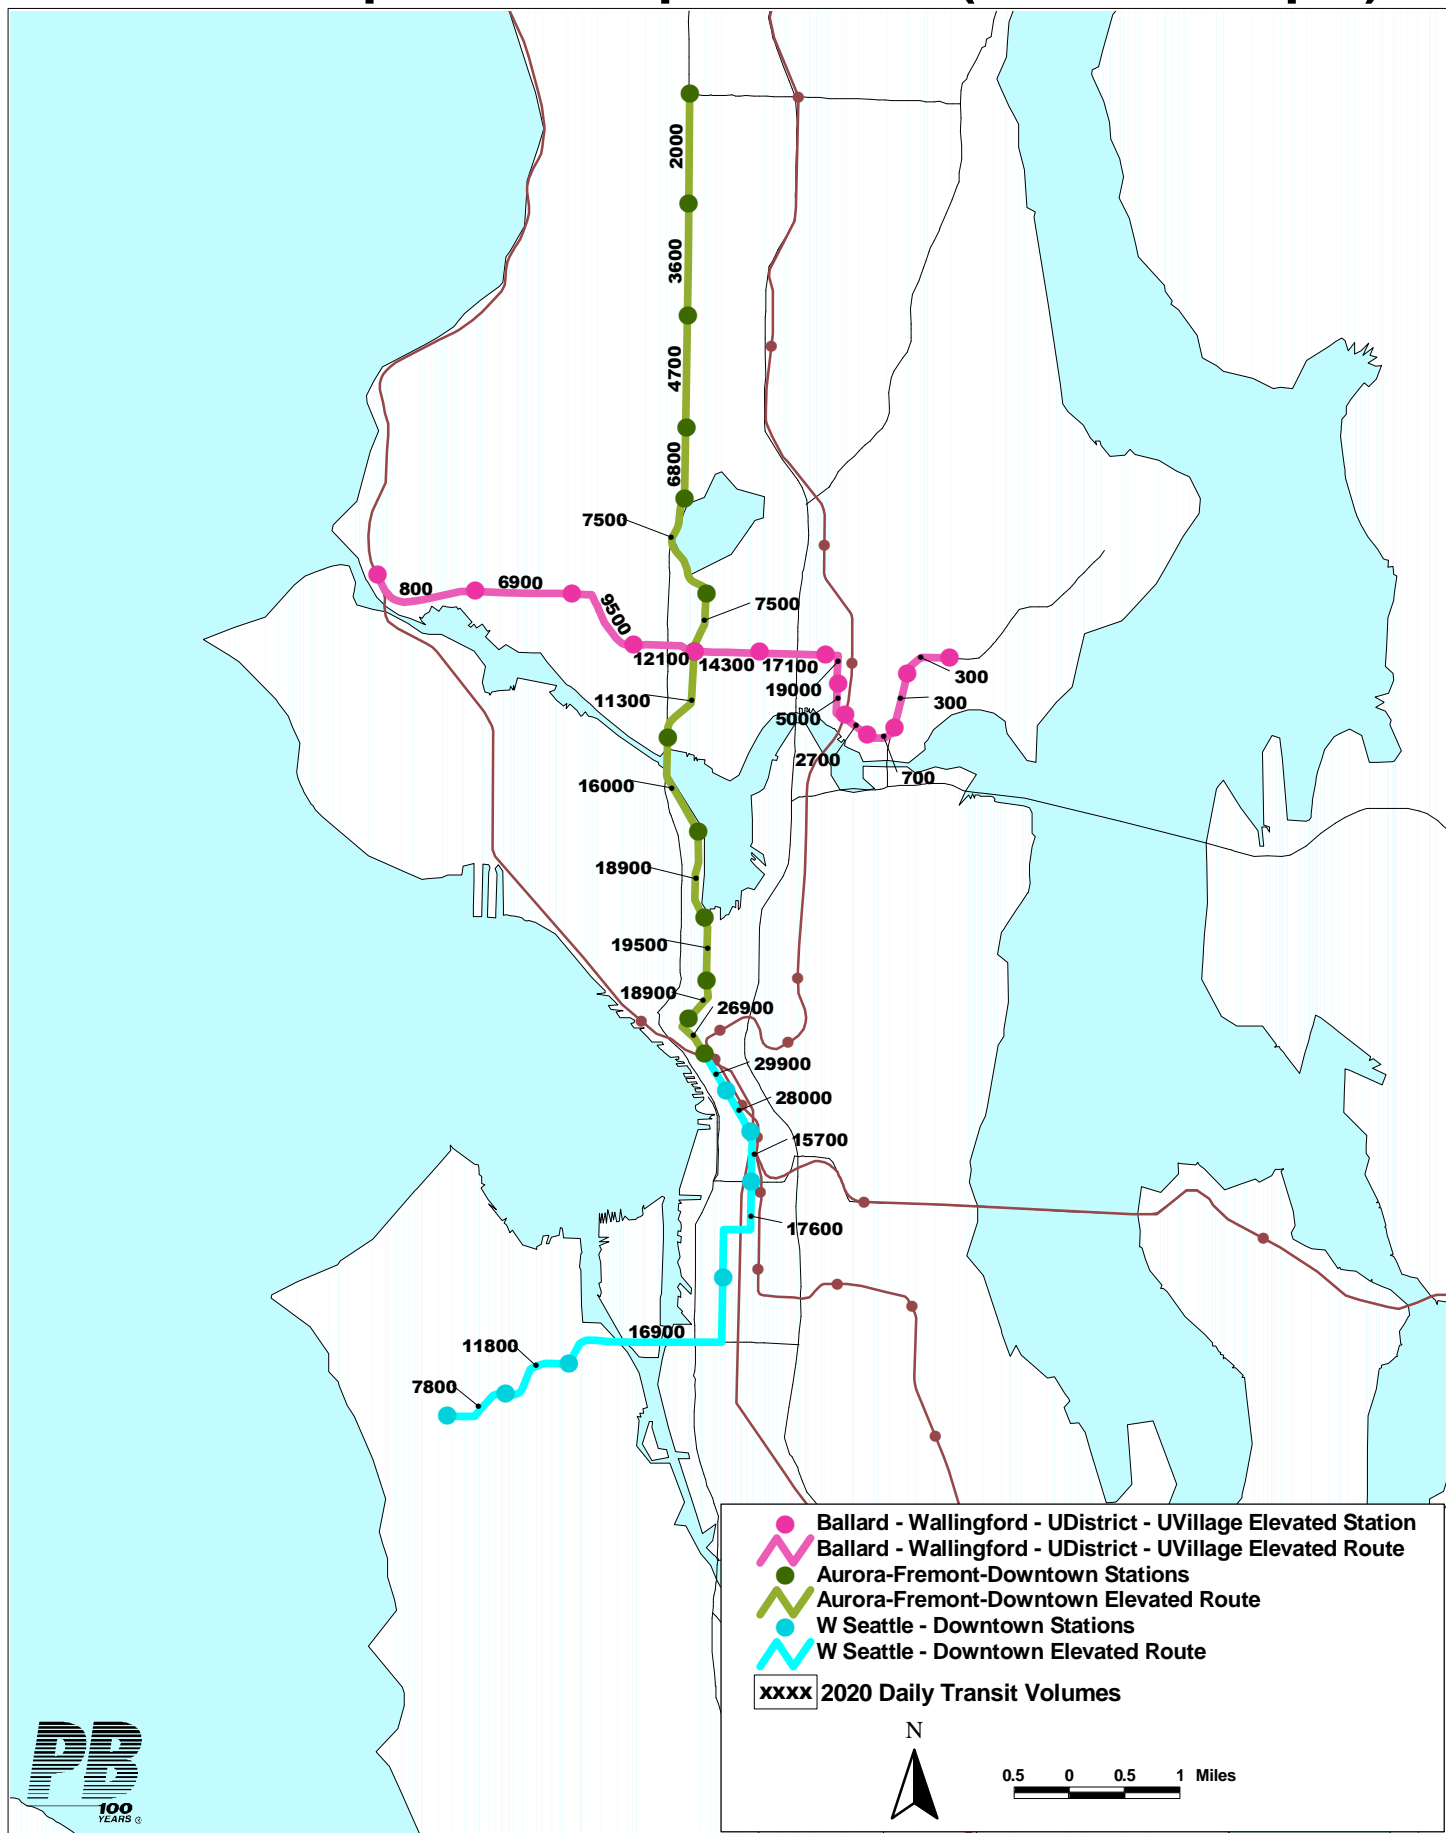 2000
3600
4700
6800
7500
7500
800
6900
9500
12100
14300
17100
19000
300
300
11300
5000
2700
700
16000
18900
19500
18900
26900
29900
28000
15700
17600
16900
11800
7800
Ballard - Wallingford - UDistrict - UVillage Elevated Station
Ballard - Wallingford - UDistrict - UVillage Elevated Route
Aurora-Fremont-Downtown Stations
Aurora-Fremont-Downtown Elevated Route
W Seattle - Downtown Stations
W Seattle - Downtown Elevated Route
XXXX 2020 Daily Transit Volumes
N
0.5 0 0.5 1 Miles
PB
100
YEARS